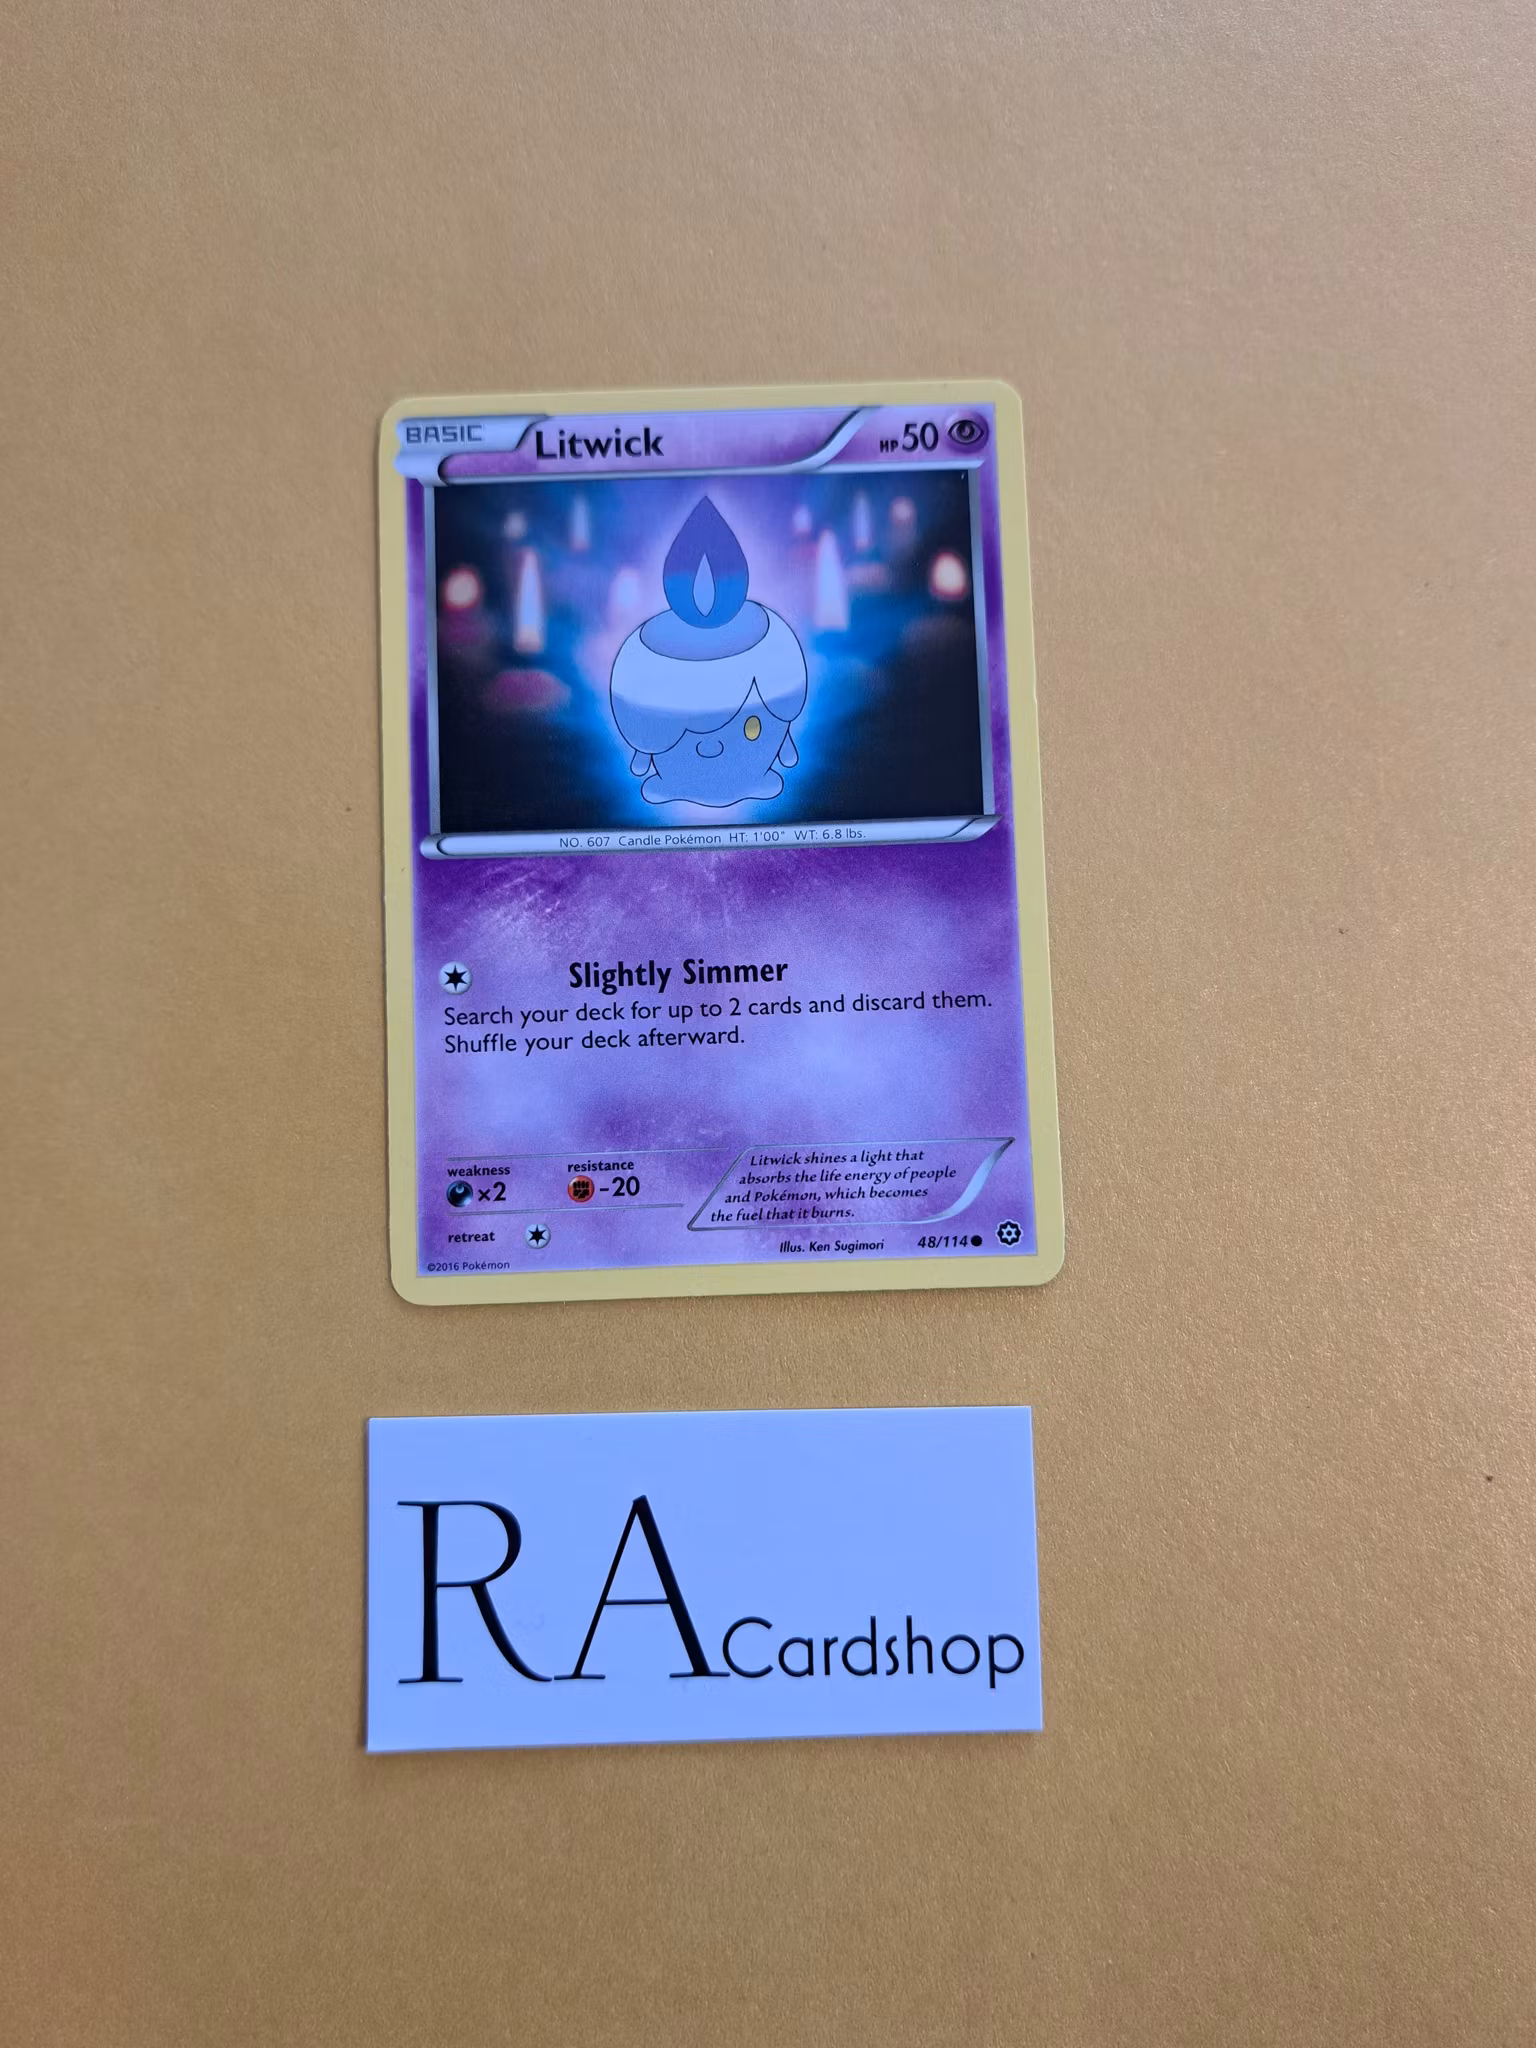 BASIC Litwick HP 50
NO. 607 Candle Pokémon HT: 1'00" WT: 6.8 lbs.
Slightly Simmer
Search your deck for up to 2 cards and discard them.
Shuffle your deck afterward.
weakness
×2
resistance
-20
retreat
Litwick shines a light that
absorbs the life energy of people
and Pokémon, which becomes
the fuel that it burns.
Illus. Ken Sugimori 48/114
©2016 Pokémon
RA Cardshop